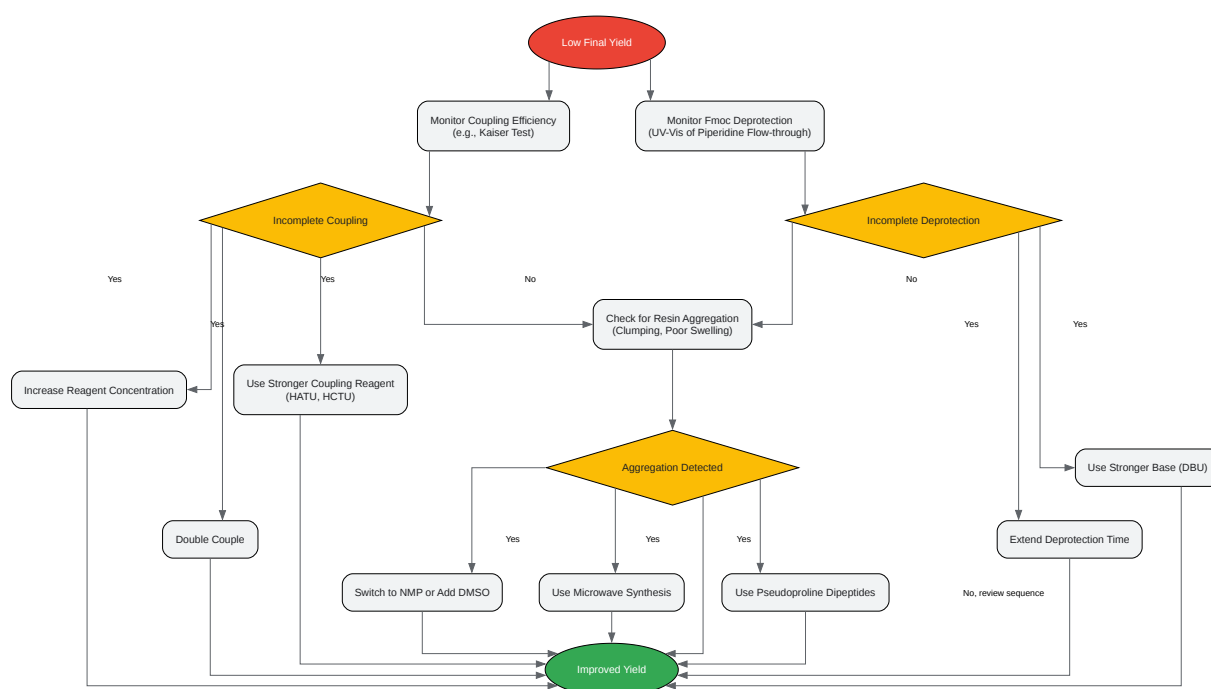 Low Final Yield
Monitor Coupling Efficiency
(e.g., Kaiser Test)
Monitor Fmoc Deprotection
(UV-Vis of Piperidine Flow-through)
Incomplete Coupling
Incomplete Deprotection
Yes
Yes
No
No
Check for Resin Aggregation
(Clumping, Poor Swelling)
Yes
Yes
Yes
Increase Reagent Concentration
Use Stronger Coupling Reagent
(HATU, HCTU)
Aggregation Detected
Use Stronger Base (DBU)
Double Couple
Yes
Yes
Yes
Extend Deprotection Time
Switch to NMP or Add DMSO
Use Microwave Synthesis
Use Pseudoproline Dipeptides
No, review sequence
Improved Yield